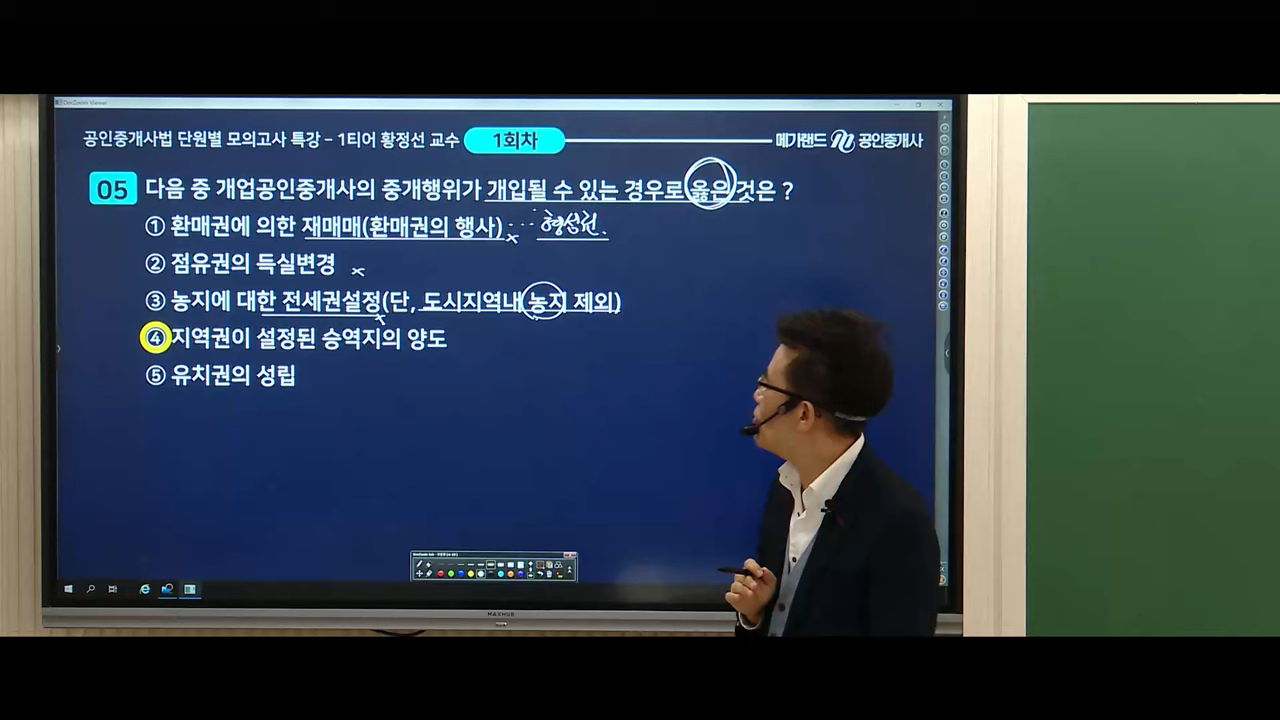 DocZoom Viewer
공인중개사법 단원별 모의고사 특강 - 1티어 황정선 교수 1회차 메가랜드 공인중개사
05 다음 중 개업공인중개사의 중개행위가 개입될 수 있는 경우로 옳은 것은 ?
① 환매권에 의한 재매매(환매권의 행사) x ... 형성권.
② 점유권의 득실변경 x
③ 농지에 대한 전세권설정(단, 도시지역내 농지 제외) x
④ 지역권이 설정된 승역지의 양도
⑤ 유치권의 성립
MAXHUB